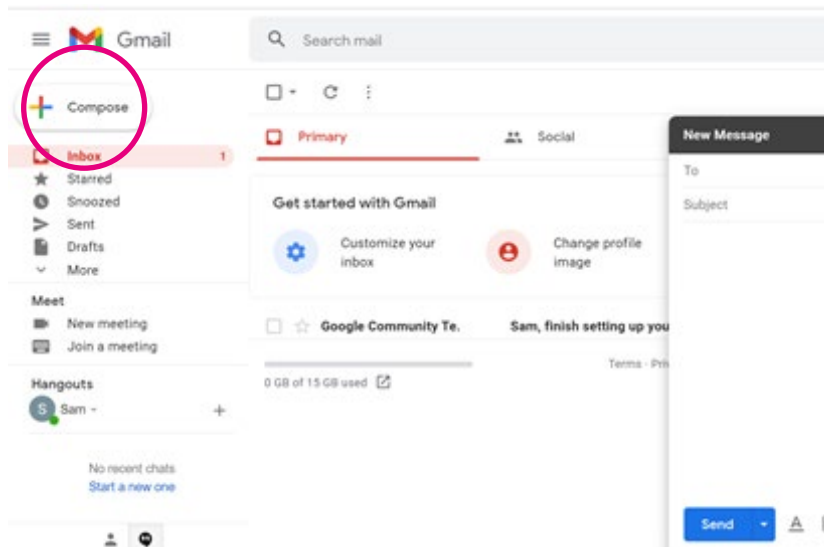 Gmail
Search mail
Compose
Primary
Social
New Message
Inbox 1
To
Starred
Snoozed
Get started with Gmail
Subject
Sent
Drafts
Customize your
inbox
Change profile
image
More
Meet
New meeting
Google Community Te.
Sam, finish setting up you
Join a meeting
Terms · Pri
0 GB of 15 GB used
Hangouts
S
Sam
No recent chats
Start a new one
Send
A